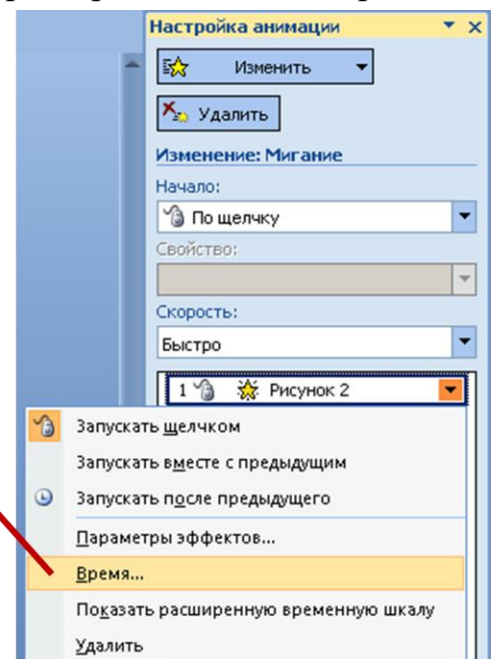 Настройка анимации
Изменить
Удалить
Изменение: Мигание
Начало:
По щелчку
Свойство:
Скорость:
Быстро
1 Рисунок 2
Запускать щелчком
Запускать вместе с предыдущим
Запускать после предыдущего
Параметры эффектов...
Время...
Показать расширенную временную шкалу
Удалить